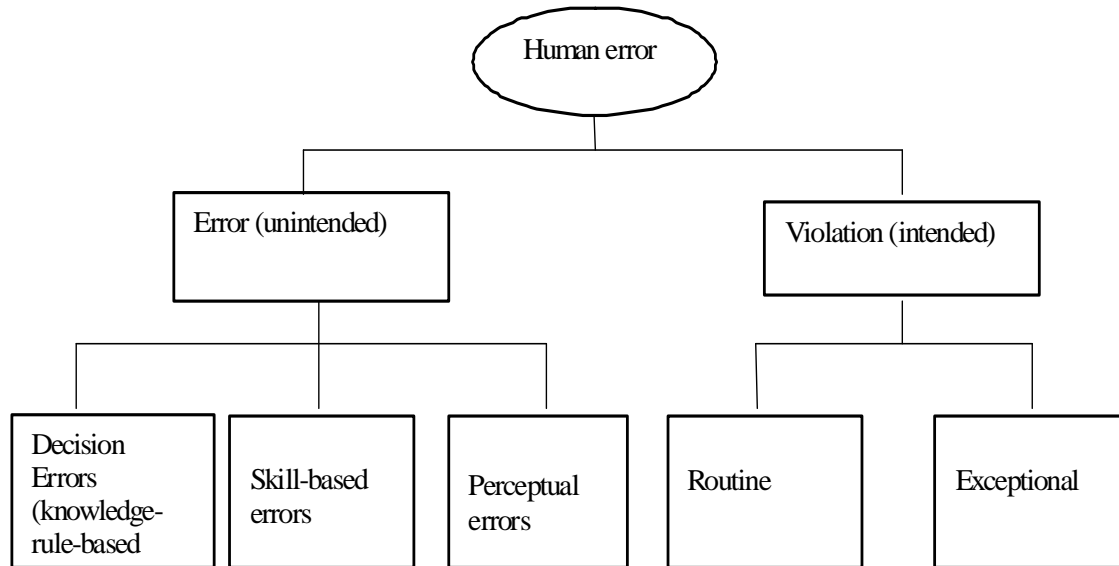 Human error
Error (unintended)
Violation (intended)
Decision
Errors
(knowledge-
rule-based
Skill-based
errors
Perceptual
errors
Routine
Exceptional